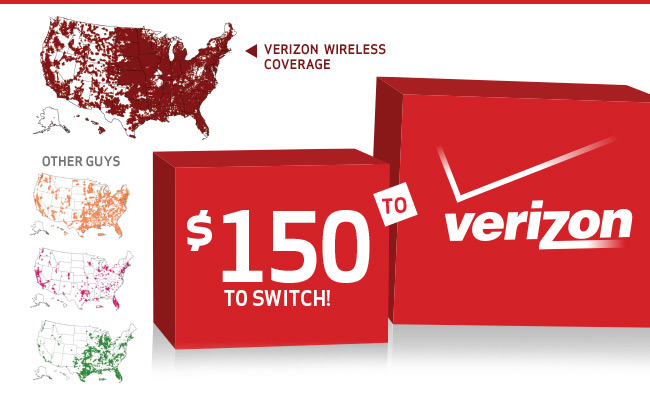 VERIZON WIRELESS
COVERAGE
OTHER GUYS
$150
TO SWITCH!
TO
verizon